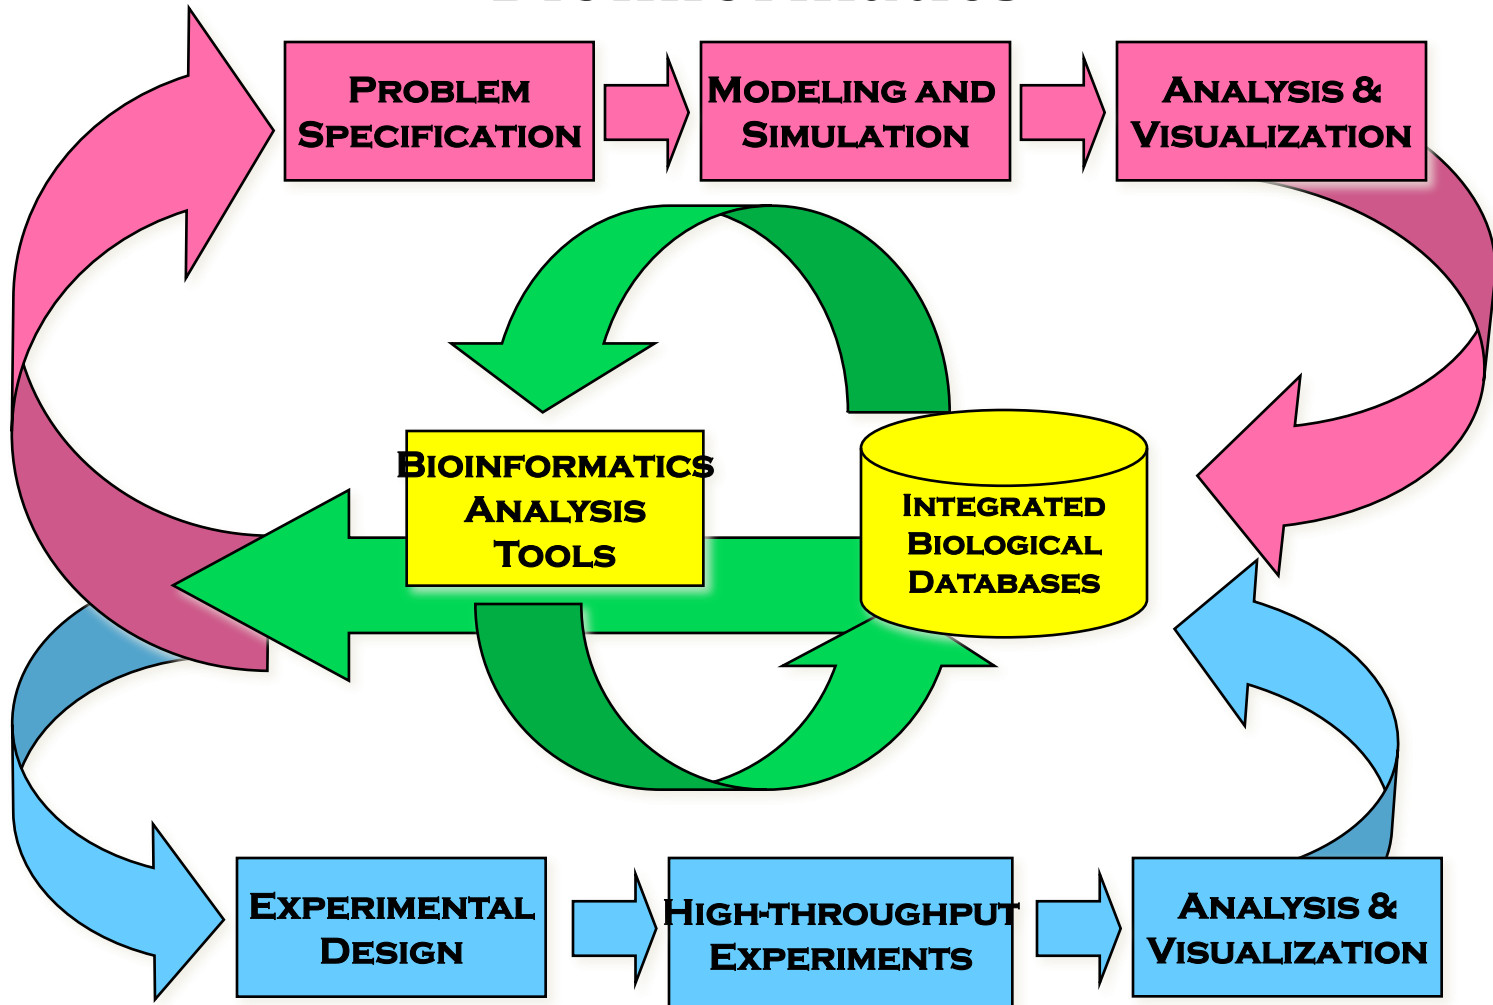 PROBLEM
SPECIFICATION
MODELING AND
SIMULATION
ANALYSIS &
VISUALIZATION
BIOINFORMATICS
ANALYSIS
TOOLS
INTEGRATED
BIOLOGICAL
DATABASES
EXPERIMENTAL
DESIGN
HIGH-THROUGHPUT
EXPERIMENTS
ANALYSIS &
VISUALIZATION